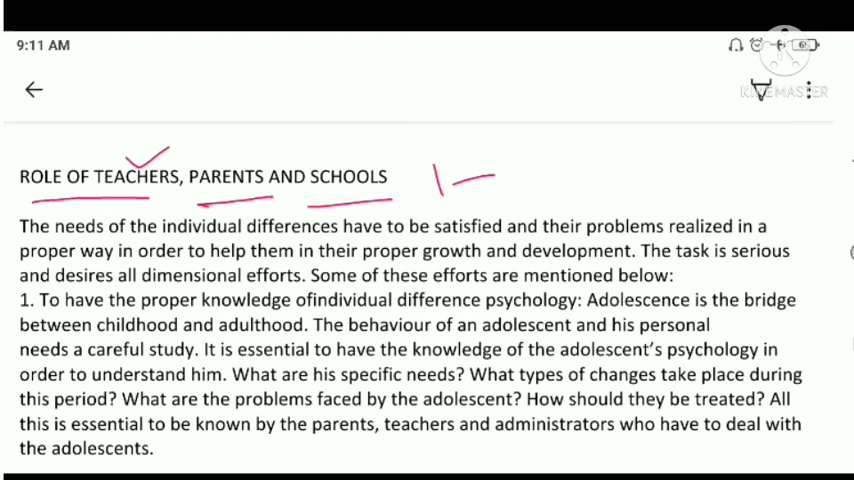 9:11 AM
6
KINEMASTER
ROLE OF TEACHERS, PARENTS AND SCHOOLS
The needs of the individual differences have to be satisfied and their problems realized in a
proper way in order to help them in their proper growth and development. The task is serious
and desires all dimensional efforts. Some of these efforts are mentioned below:
1. To have the proper knowledge ofindividual difference psychology: Adolescence is the bridge
between childhood and adulthood. The behaviour of an adolescent and his personal
needs a careful study. It is essential to have the knowledge of the adolescent's psychology in
order to understand him. What are his specific needs? What types of changes take place during
this period? What are the problems faced by the adolescent? How should they be treated? All
this is essential to be known by the parents, teachers and administrators who have to deal with
the adolescents.